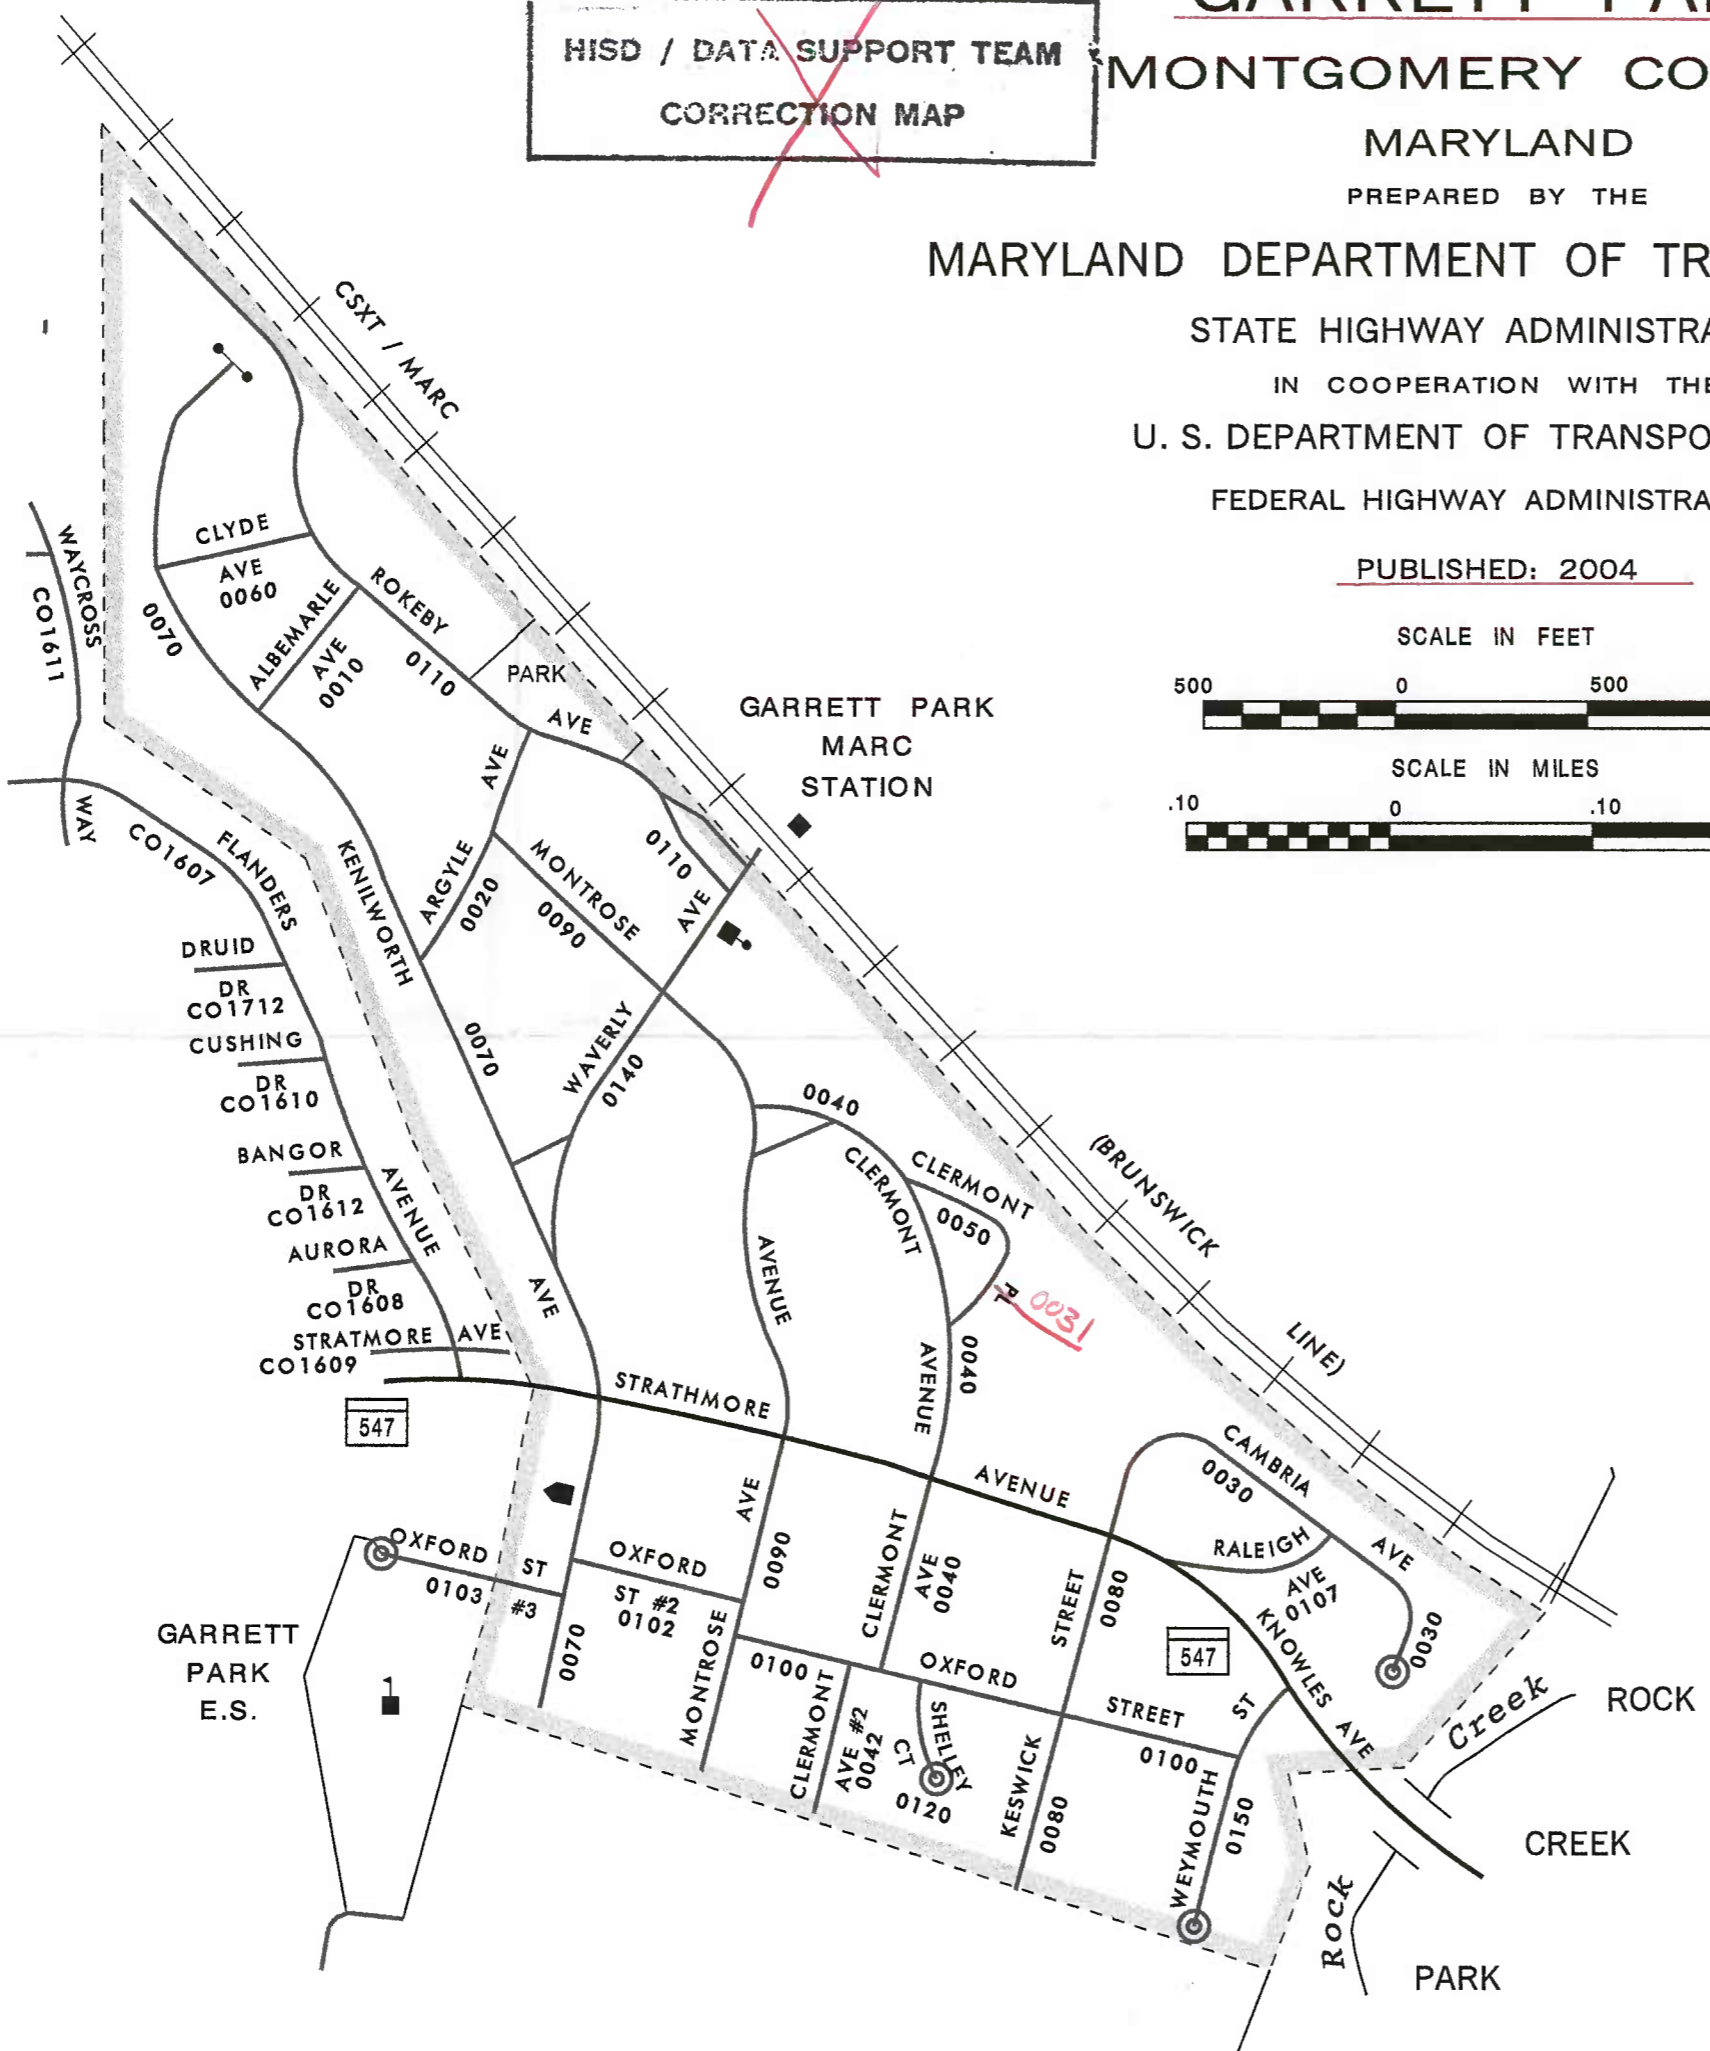 HISD / DATA SUPPORT TEAM
CORRECTION MAP
MONTGOMERY CO
MARYLAND
PREPARED BY THE
MARYLAND DEPARTMENT OF TR
STATE HIGHWAY ADMINISTRA
IN COOPERATION WITH THE
U. S. DEPARTMENT OF TRANSPO
FEDERAL HIGHWAY ADMINISTRA
PUBLISHED: 2004
SCALE IN FEET
500 0 500
SCALE IN MILES
.10 0 .10
CSXT / MARC
CLYDE
AVE
0060
WAYCROSS
CO1611
WAY
0070
ALBEMARLE
AVE
0010
ROKEBY
0110
PARK
AVE
GARRETT PARK
MARC
STATION
AVE
ARGYLE
0020
MONTROSE
0090
0110
AVE
WAVERLY
0140
FLANDERS
CO1607
KENILWORTH
0070
DRUID
DR
CO1712
CUSHING
DR
CO1610
BANGOR
DR
CO1612
AVENUE
AURORA
DR
CO1608
STRATMORE AVE
CO1609
AVE
547
0040
CLERMONT
CLERMONT
0050
PL
0031
0040
AVENUE
AVENUE
(BRUNSWICK
LINE)
STRATHMORE
AVENUE
CAMBRIA
0030
AVE
RALEIGH
AVE
0107
0030
KNOWLES AVE
547
OXFORD ST
0103 #3
OXFORD
ST #2
0102
0070
AVE
0090
MONTROSE
CLERMONT
AVE
0040
STREET
0080
0100
OXFORD
STREET
0100
ST
CLERMONT
AVE #2
0042
SHELLEY
CT
0120
KESWICK
0080
WEYMOUTH
0150
GARRETT
PARK
E.S.
Creek
ROCK
CREEK
Rock
PARK